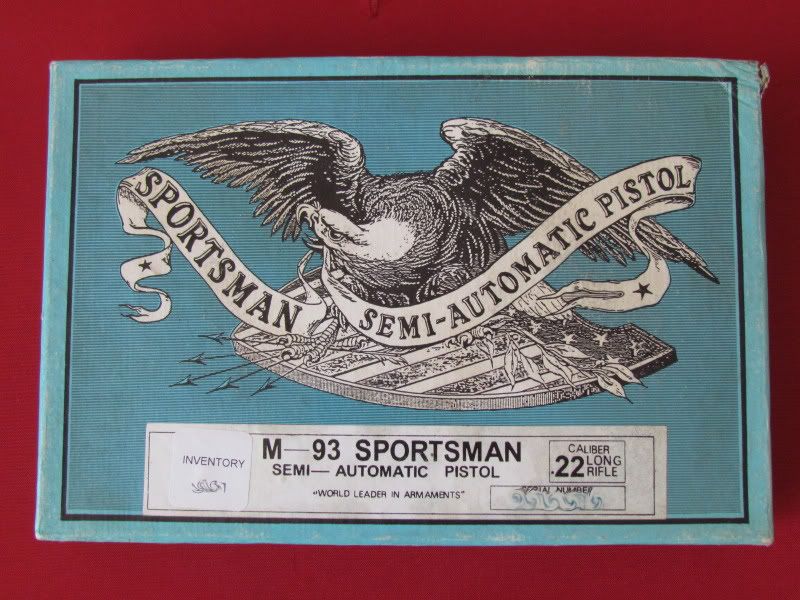 SPORTSMAN
SEMI-AUTOMATIC PISTOL
INVENTORY
M—93 SPORTSMAN
SEMI— AUTOMATIC PISTOL
"WORLD LEADER IN ARMAMENTS"
CALIBER
.22 LONG RIFLE
SERIAL NUMBER